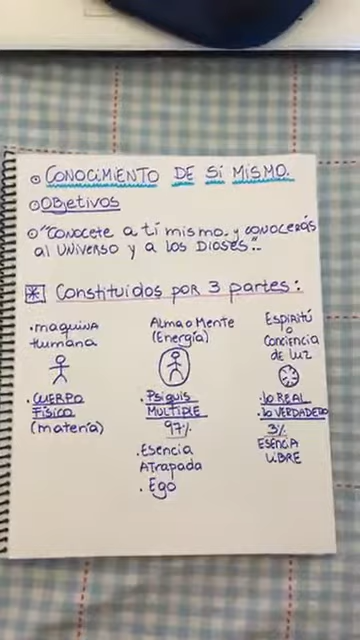 ⊙ CONOCIMIENTO DE SÍ MISMO.
⊙ Objetivos
⊙ "CONOCETE a tí mismo. y CONOCERÁS
al UNIVERSO y a LOS DIOSES"..
Constituidos por 3 partes:
• maquina
Humana
• CUERPO
Físico
(materia)
Alma o Mente
(Energía)
• Psiquis
MULTIPLE
97%
• Esencia
ATrapada
• Ego
ESPIRITÚ
o
CONCIENCIA
de LUZ
• lo REAL
• lo VERDADERO
3%
ESENCIA
LIBRE